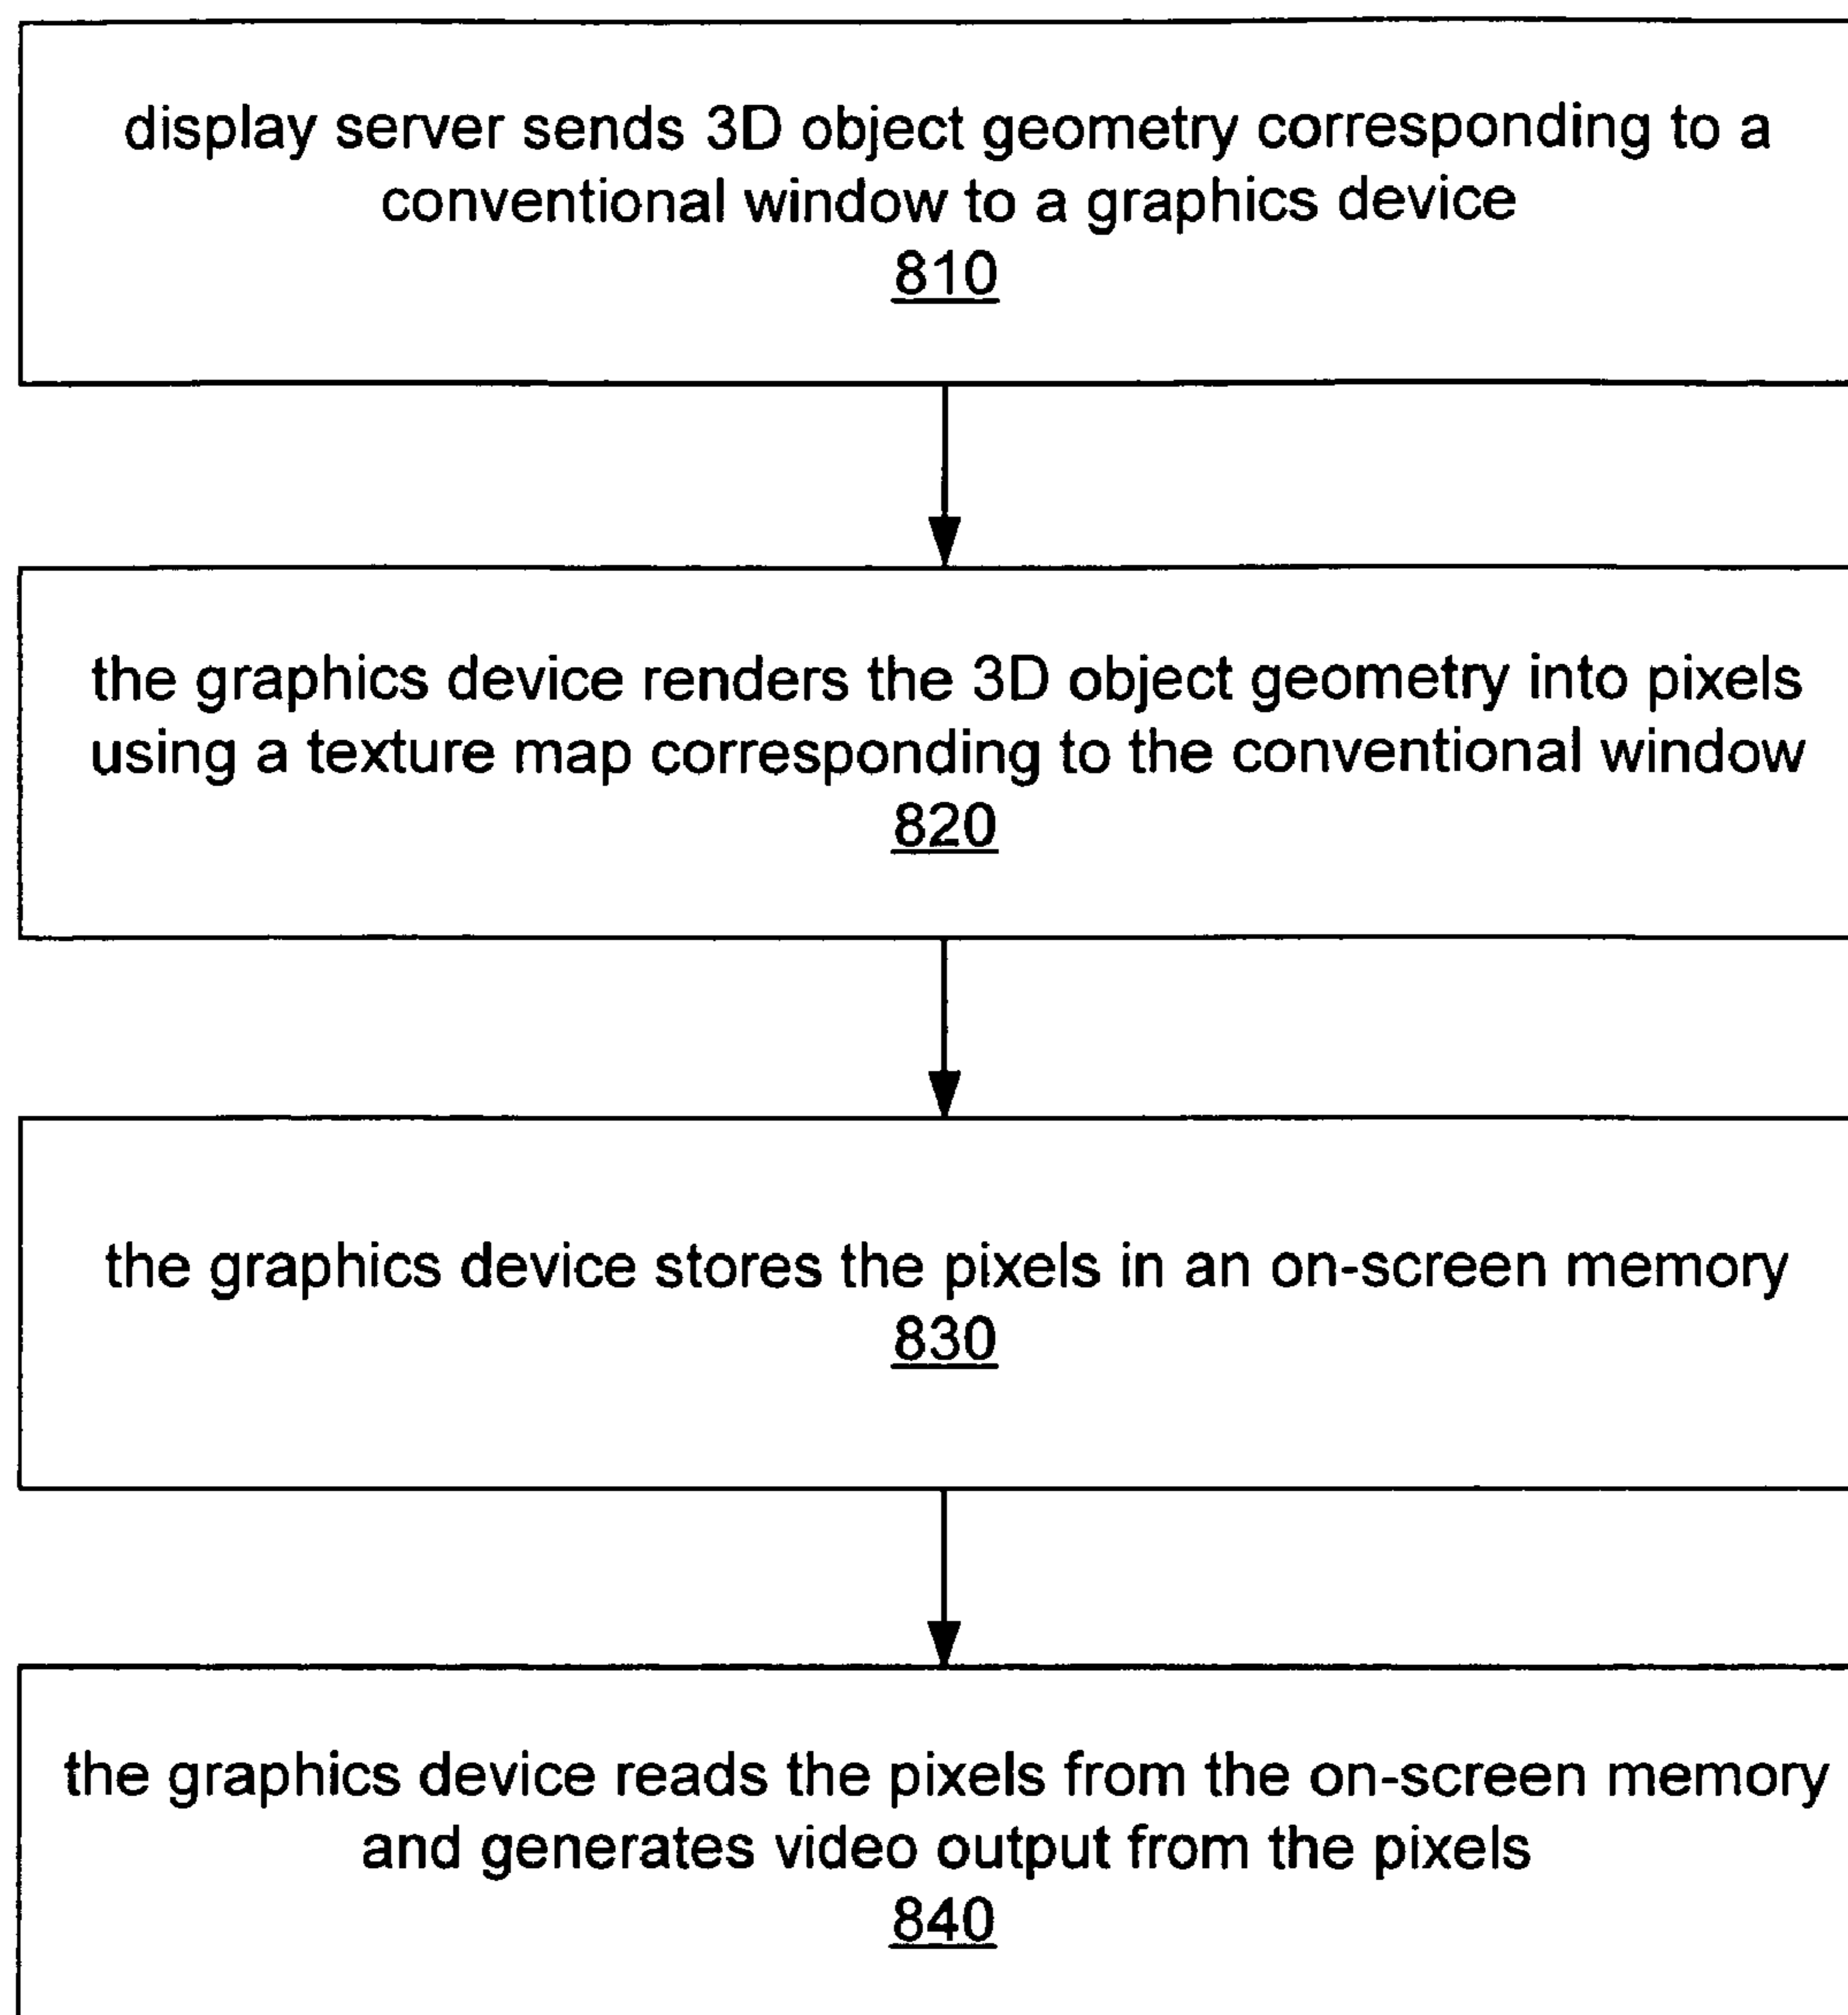 display server sends 3D object geometry corresponding to a
conventional window to a graphics device
810
the graphics device renders the 3D object geometry into pixels
using a texture map corresponding to the conventional window
820
the graphics device stores the pixels in an on-screen memory
830
the graphics device reads the pixels from the on-screen memory
and generates video output from the pixels
840